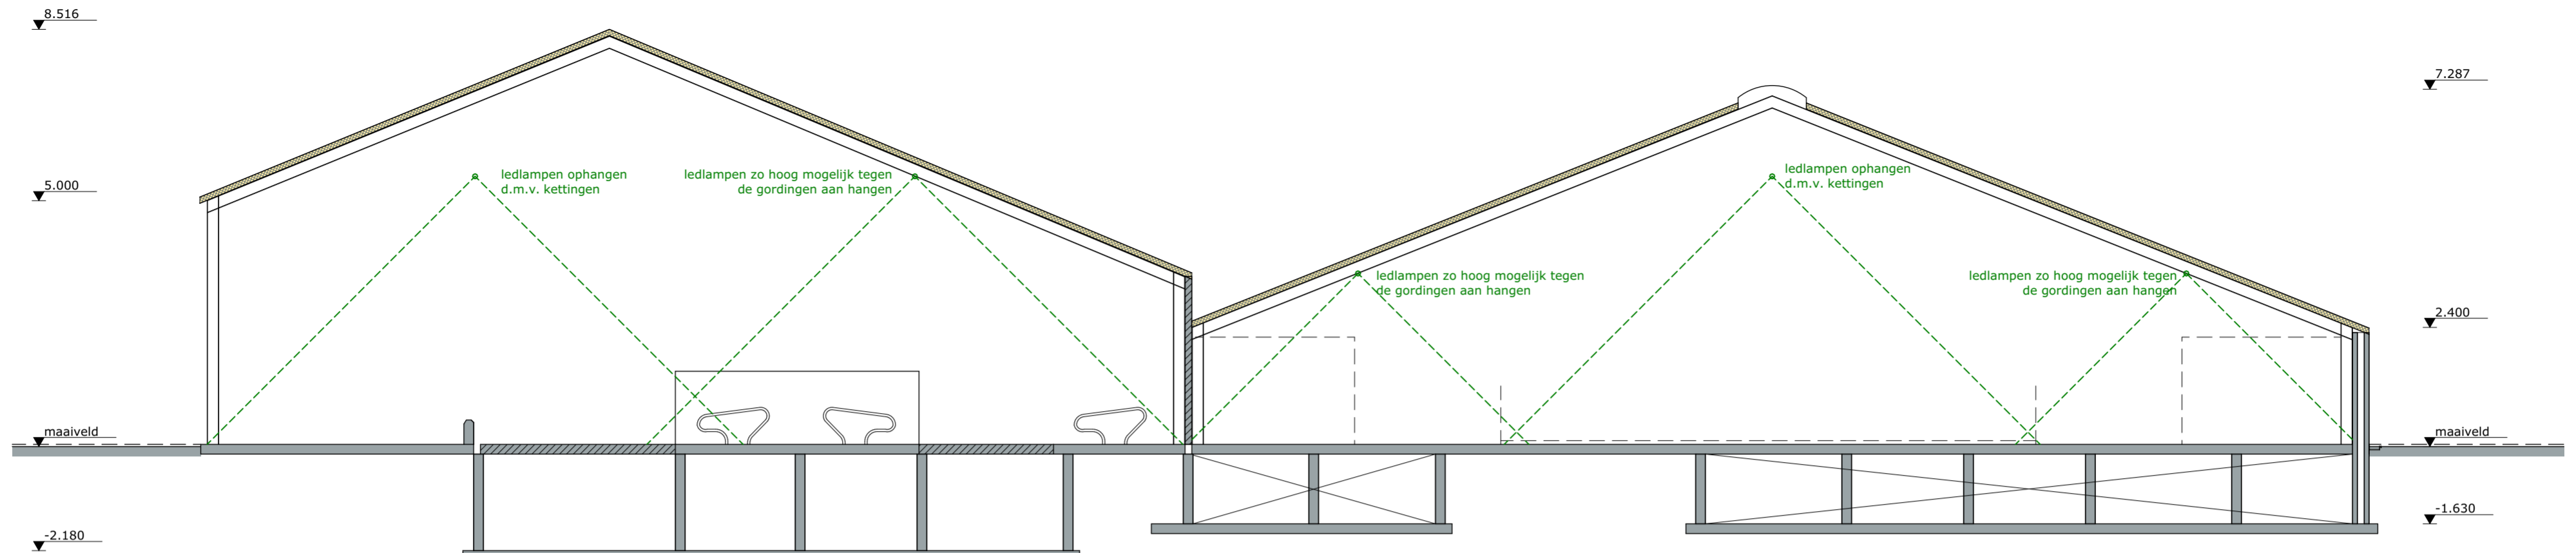 8.516
7.287
ledlampen ophangen
d.m.v. kettingen
ledlampen zo hoog mogelijk tegen
de gordingen aan hangen
ledlampen ophangen
d.m.v. kettingen
5.000
ledlampen zo hoog mogelijk tegen
de gordingen aan hangen
ledlampen zo hoog mogelijk tegen
de gordingen aan hangen
2.400
maaiveld
maaiveld
-1.630
-2.180